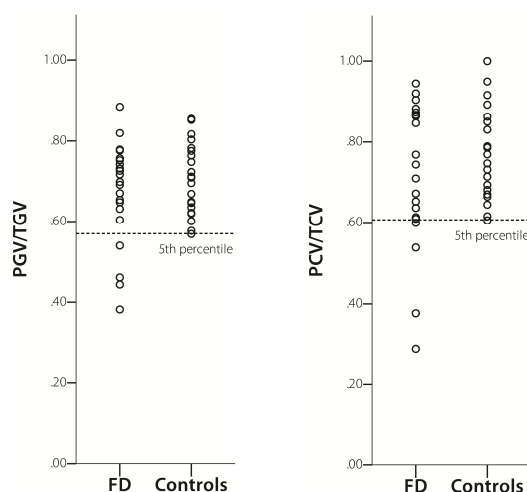 PGV/TGV
1.00
.80
.60
.40
.20
.00
5th percentile
FD
Controls
PCV/TCV
1.00
.80
.60
.40
.20
.00
5th percentile
FD
Controls